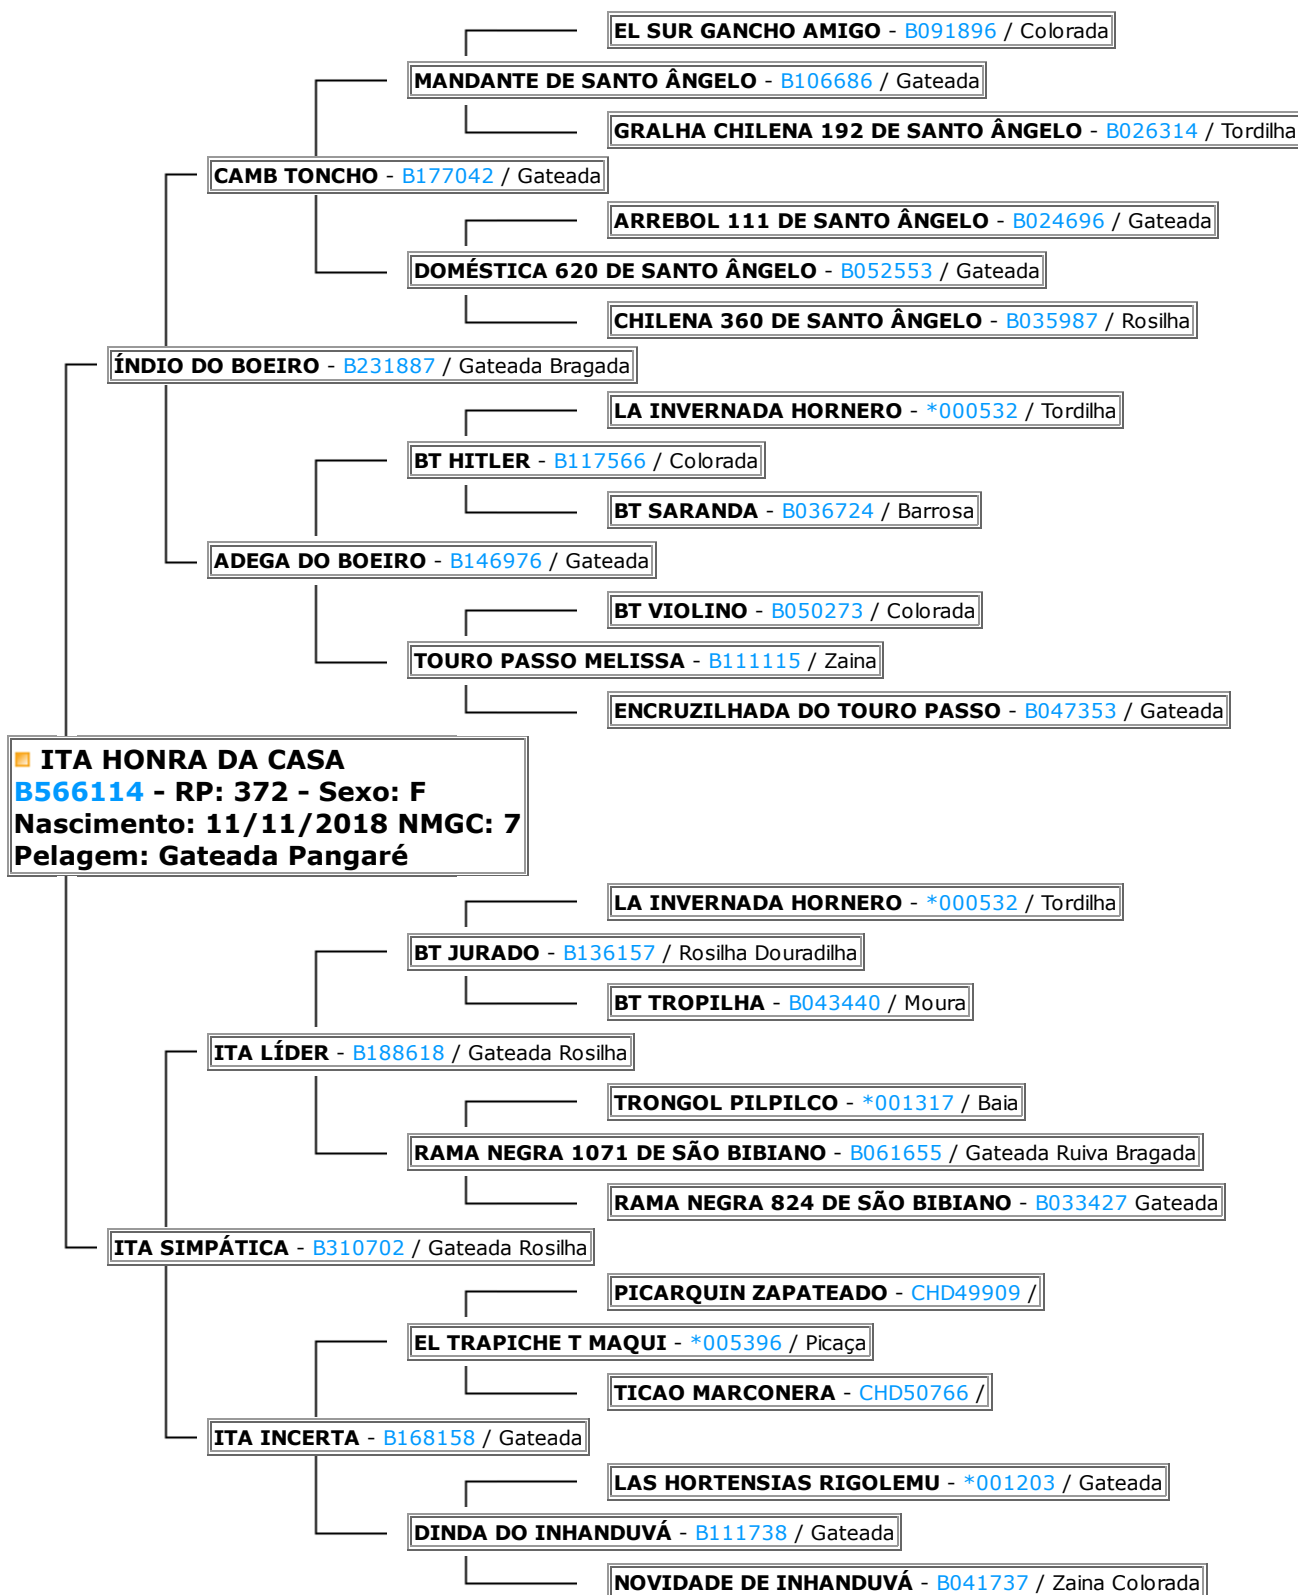 EL SUR GANCHO AMIGO - B091896 / Colorada
MANDANTE DE SANTO ÂNGELO - B106686 / Gateada
GRALHA CHILENA 192 DE SANTO ÂNGELO - B026314 / Tordilha
CAMB TONCHO - B177042 / Gateada
ARREBOL 111 DE SANTO ÂNGELO - B024696 / Gateada
DOMÉSTICA 620 DE SANTO ÂNGELO - B052553 / Gateada
CHILENA 360 DE SANTO ÂNGELO - B035987 / Rosilha
ÍNDIO DO BOEIRO - B231887 / Gateada Bragada
LA INVERNADA HORNERO - *000532 / Tordilha
BT HITLER - B117566 / Colorada
BT SARANDA - B036724 / Barrosa
ADEGA DO BOEIRO - B146976 / Gateada
BT VIOLINO - B050273 / Colorada
TOURO PASSO MELISSA - B111115 / Zaina
ENCRUZILHADA DO TOURO PASSO - B047353 / Gateada
ITA HONRA DA CASA
B566114 - RP: 372 - Sexo: F
Nascimento: 11/11/2018 NMGC: 7
Pelagem: Gateada Pangaré
LA INVERNADA HORNERO - *000532 / Tordilha
BT JURADO - B136157 / Rosilha Douradilha
BT TROPILHA - B043440 / Moura
ITA LÍDER - B188618 / Gateada Rosilha
TRONGOL PILPILCO - *001317 / Baia
RAMA NEGRA 1071 DE SÃO BIBIANO - B061655 / Gateada Ruiva Bragada
RAMA NEGRA 824 DE SÃO BIBIANO - B033427 Gateada
ITA SIMPÁTICA - B310702 / Gateada Rosilha
PICARQUIN ZAPATEADO - CHD49909 /
EL TRAPICHE T MAQUI - *005396 / Picaça
TICAO MARCONERA - CHD50766 /
ITA INCERTA - B168158 / Gateada
LAS HORTENSIAS RIGOLEMU - *001203 / Gateada
DINDA DO INHANDUVÁ - B111738 / Gateada
NOVIDADE DE INHANDUVÁ - B041737 / Zaina Colorada